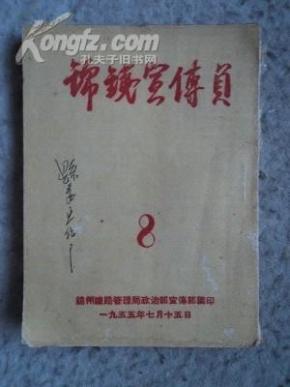 Kongfz.com
孔夫子旧书网
錦鐵宣傳員
8
錦州鐵路管理局政治部宣傳部編印
一九五五年七月十五日